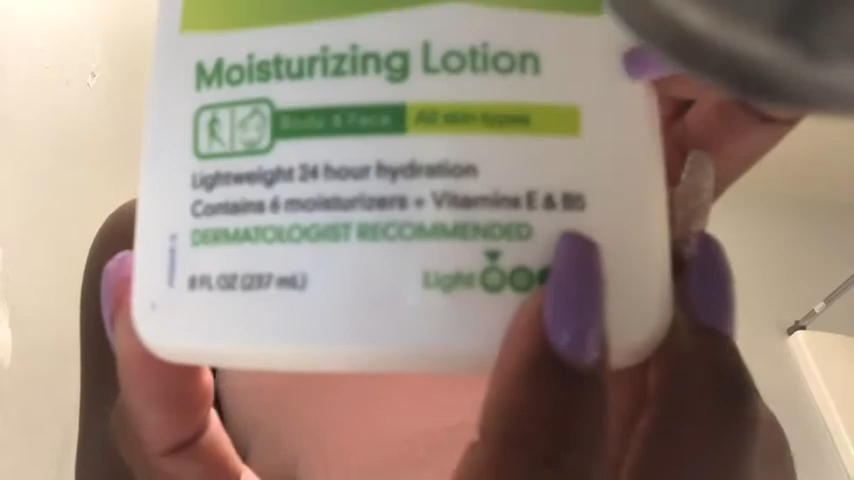 Moisturizing Lotion
Body & Face All skin types
Lightweight 24 hour hydration
Contains 6 moisturizers + Vitamins E & B5
DERMATOLOGIST RECOMMENDED
8 FL OZ (237 mL) Light